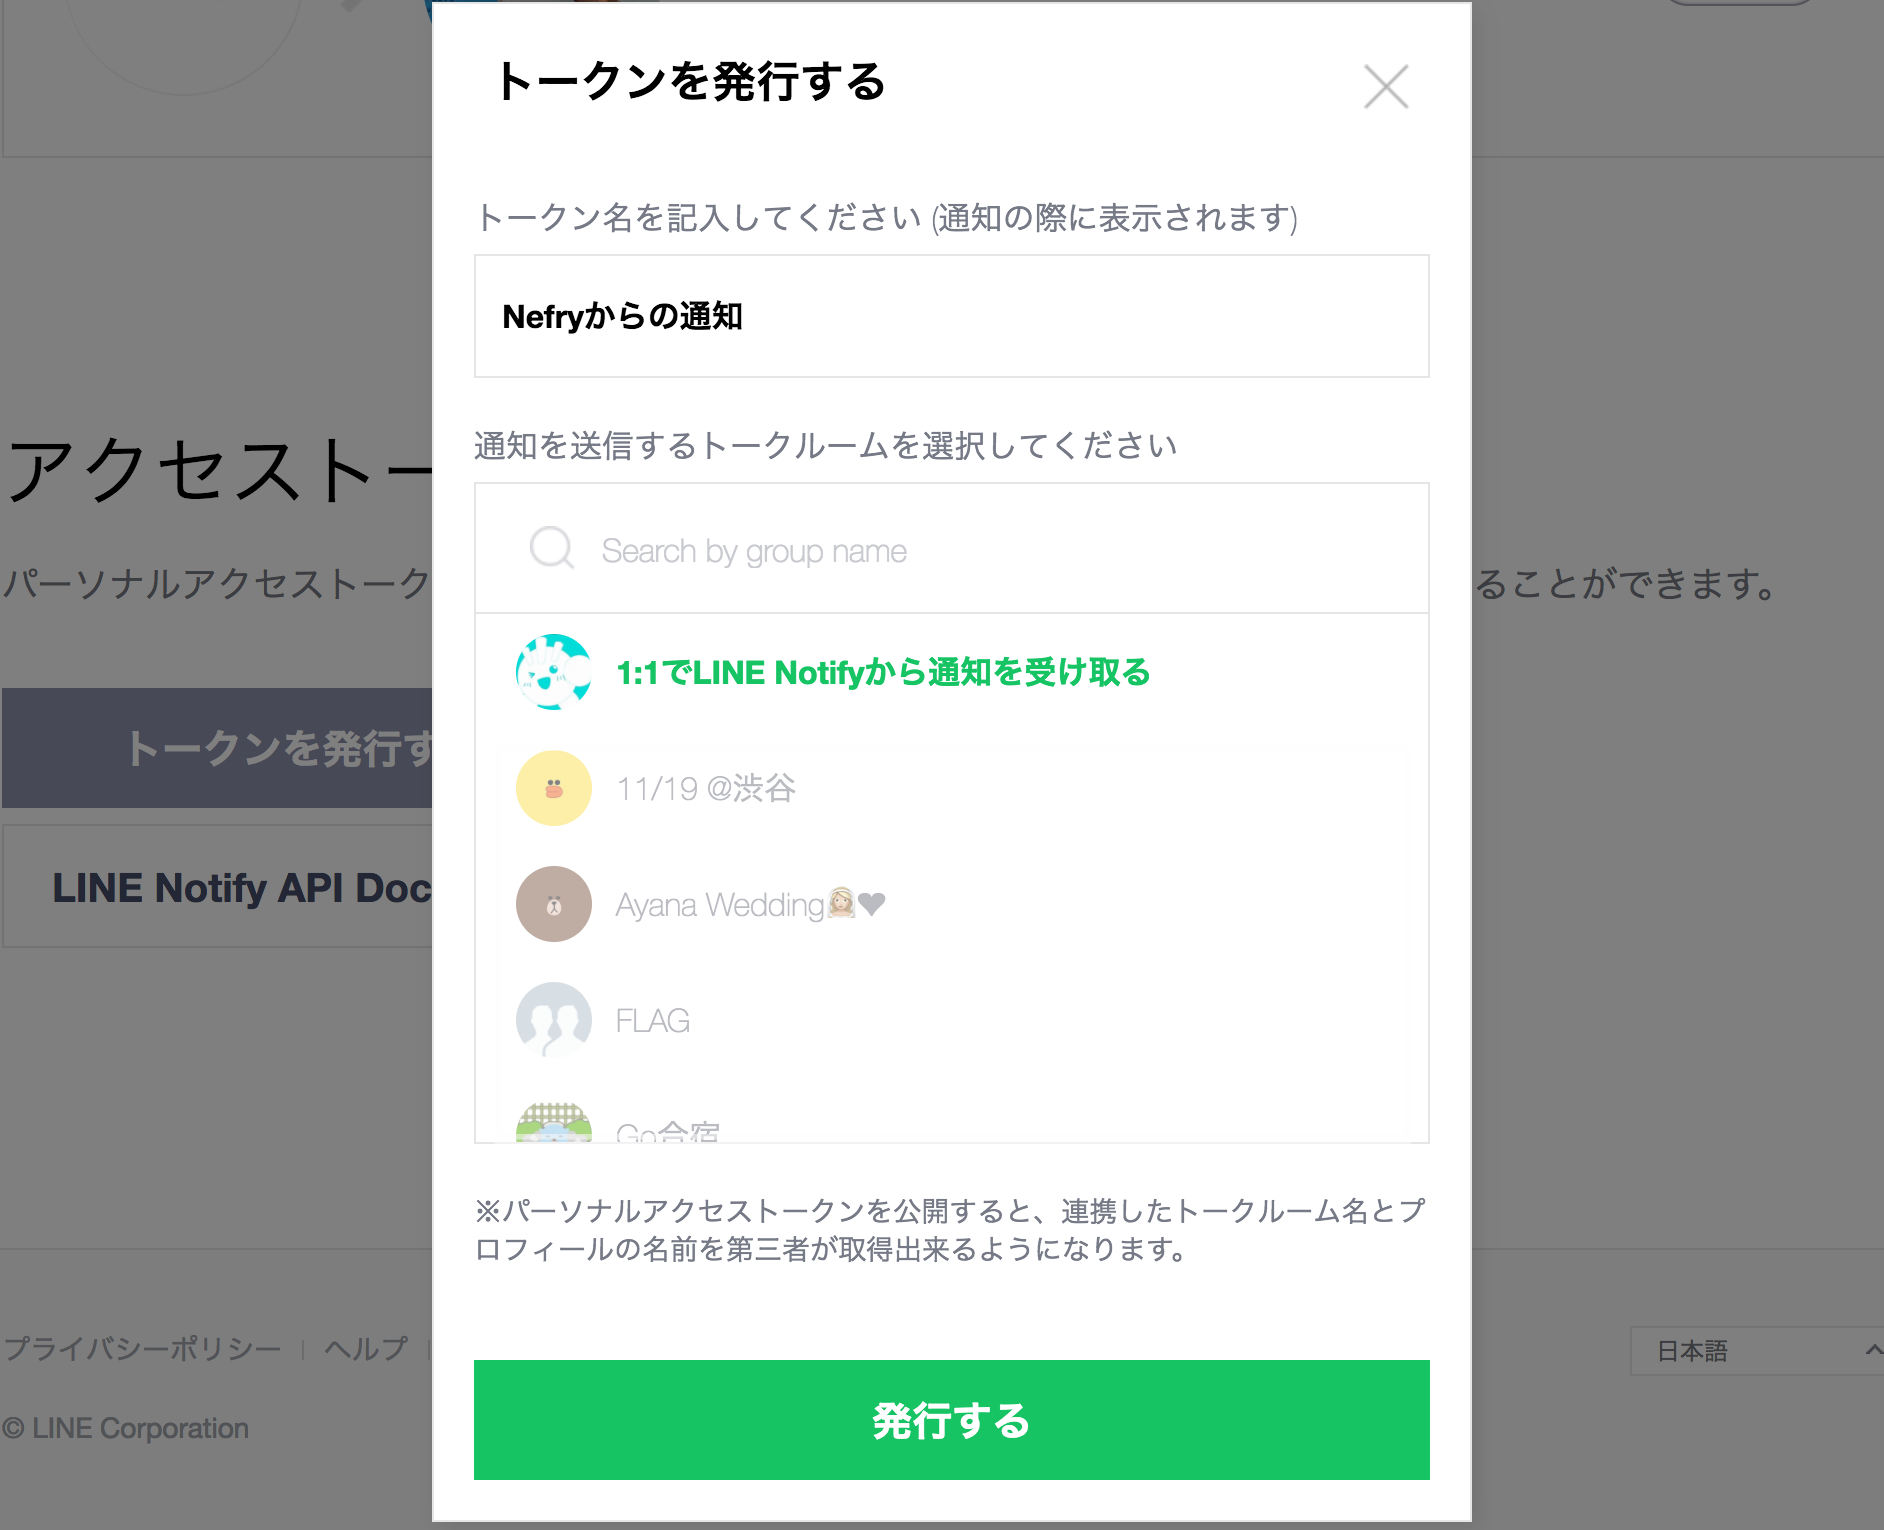 トークンを発行する
トークン名を記入してください (通知の際に表示されます)
Nefryからの通知
通知を送信するトークルームを選択してください
Search by group name
1:1でLINE Notifyから通知を受け取る
11/19 @渋谷
Ayana Wedding👰🏼❤
FLAG
Go合宿
※パーソナルアクセストークンを公開すると、連携したトークルーム名とプ
ロフィールの名前を第三者が取得出来るようになります。
発行する
アクセストー
パーソナルアクセストーク
ることができます。
トークンを発行す
LINE Notify API Doc
プライバシーポリシー | ヘルプ |
日本語
© LINE Corporation